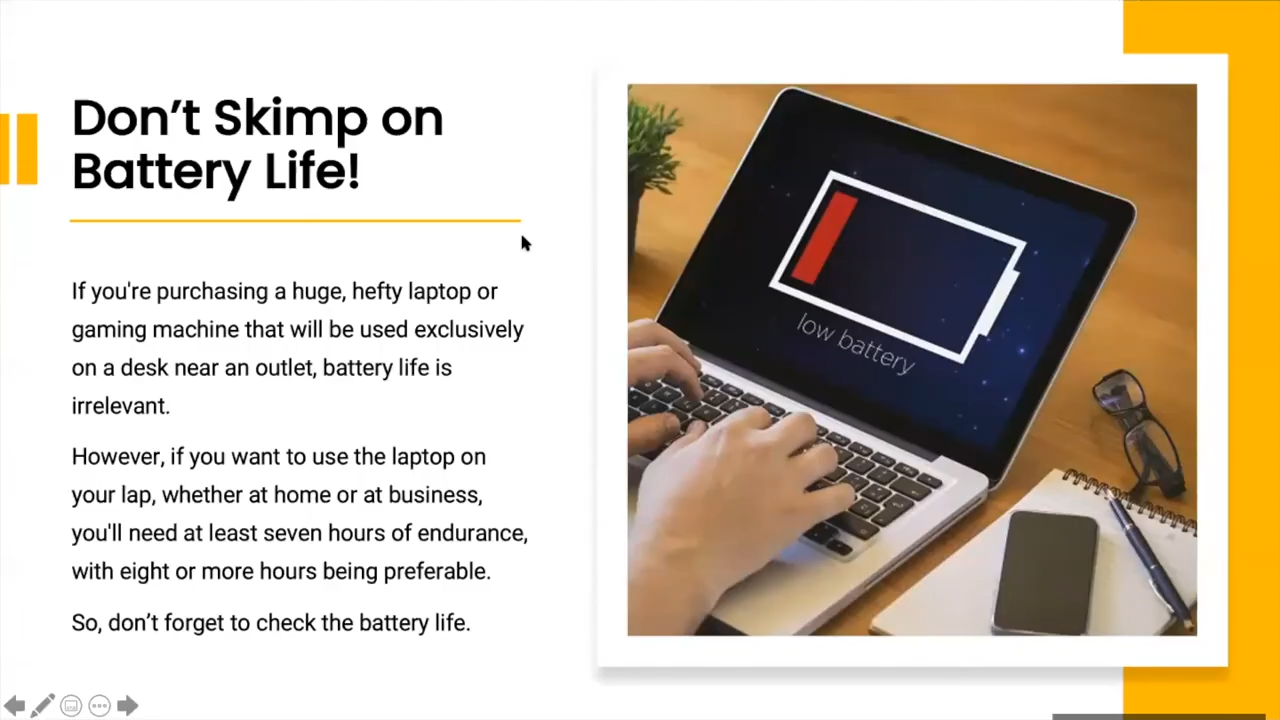 Don’t Skimp on
Battery Life!
If you're purchasing a huge, hefty laptop or
gaming machine that will be used exclusively
on a desk near an outlet, battery life is
irrelevant.
However, if you want to use the laptop on
your lap, whether at home or at business,
you'll need at least seven hours of endurance,
with eight or more hours being preferable.
So, don’t forget to check the battery life.
low battery